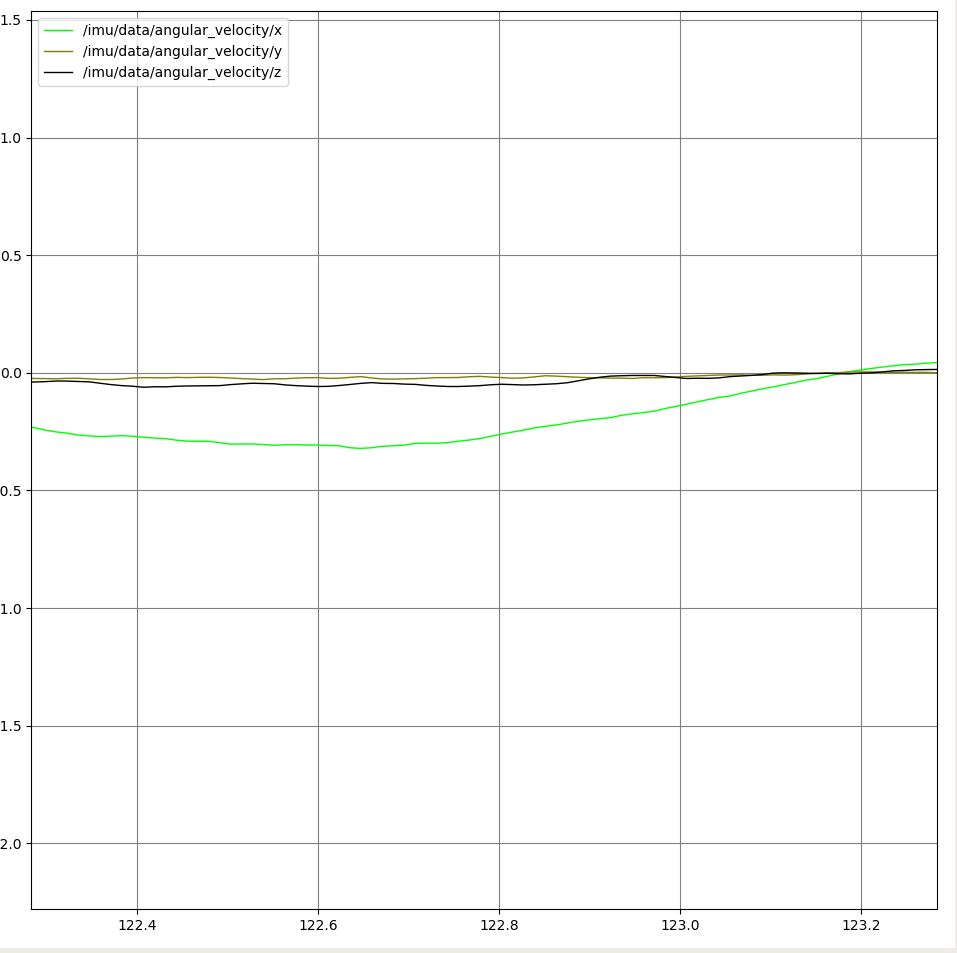 /imu/data/angular_velocity/x
/imu/data/angular_velocity/y
/imu/data/angular_velocity/z
1.5
1.0
0.5
0.0
0.5
1.0
1.5
2.0
122.4 122.6 122.8 123.0 123.2